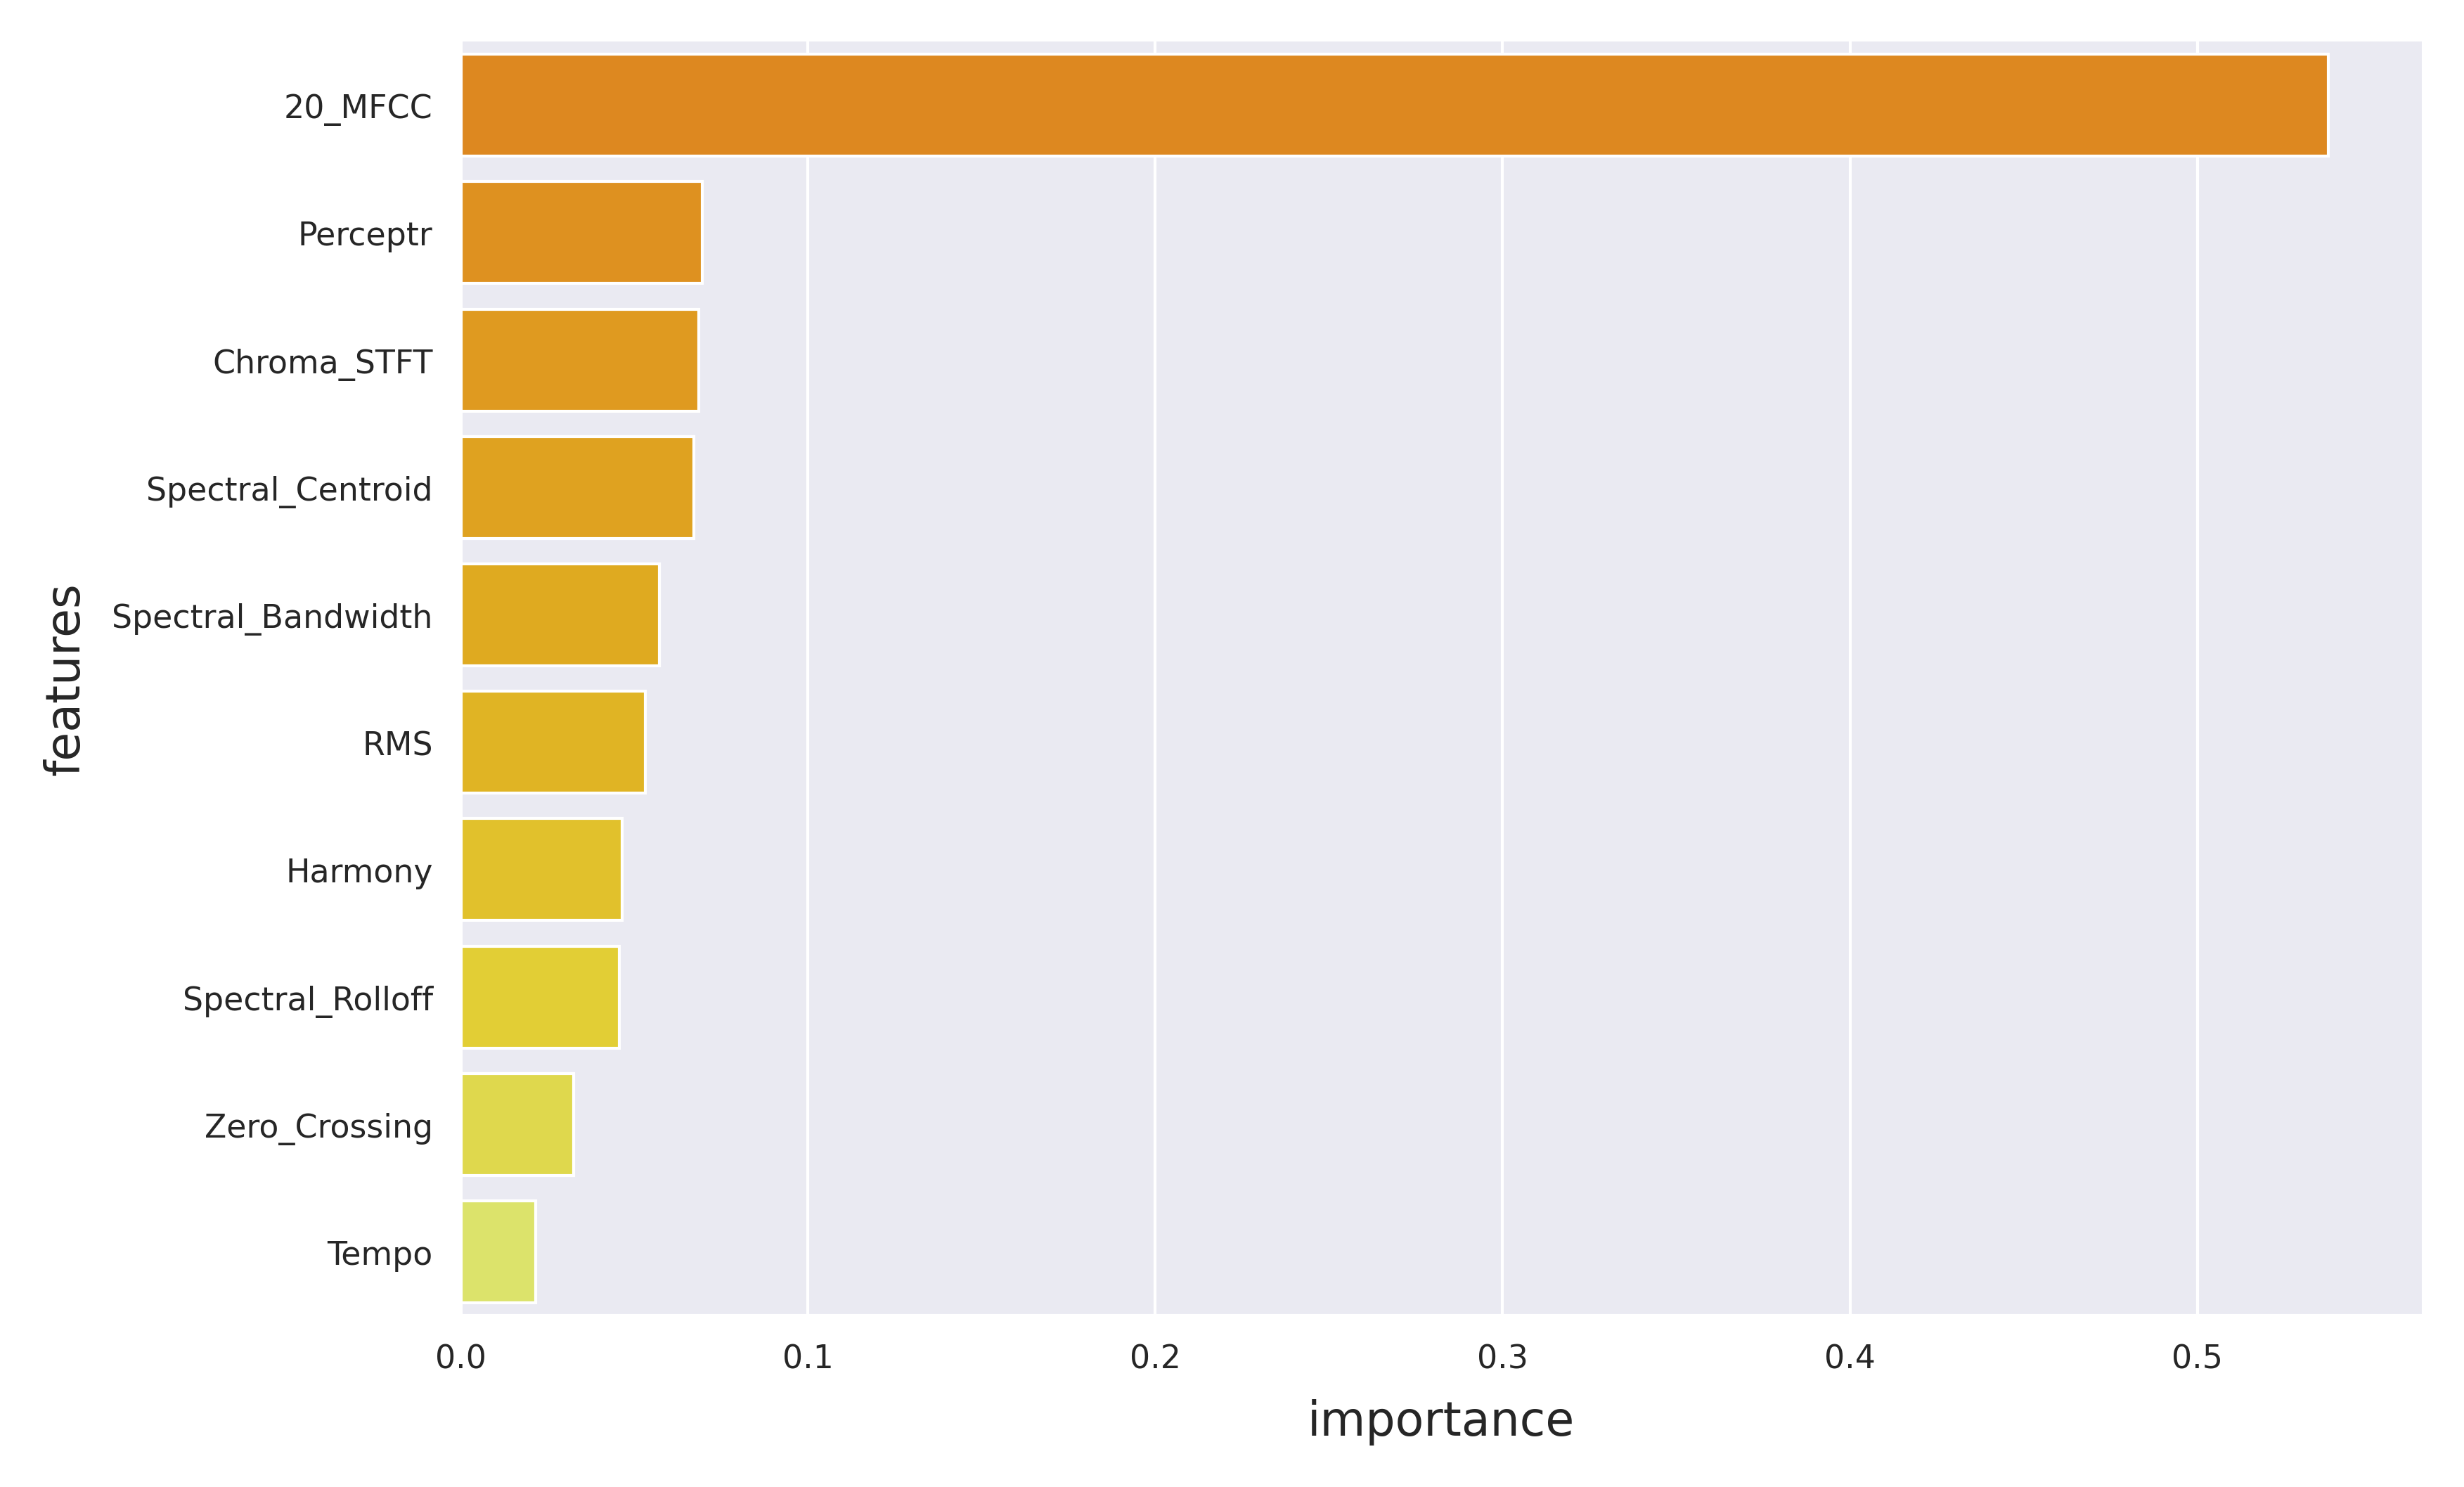 features
20_MFCC
Perceptr
Chroma_STFT
Spectral_Centroid
Spectral_Bandwidth
RMS
Harmony
Spectral_Rolloff
Zero_Crossing
Tempo
0.0 0.1 0.2 0.3 0.4 0.5
importance